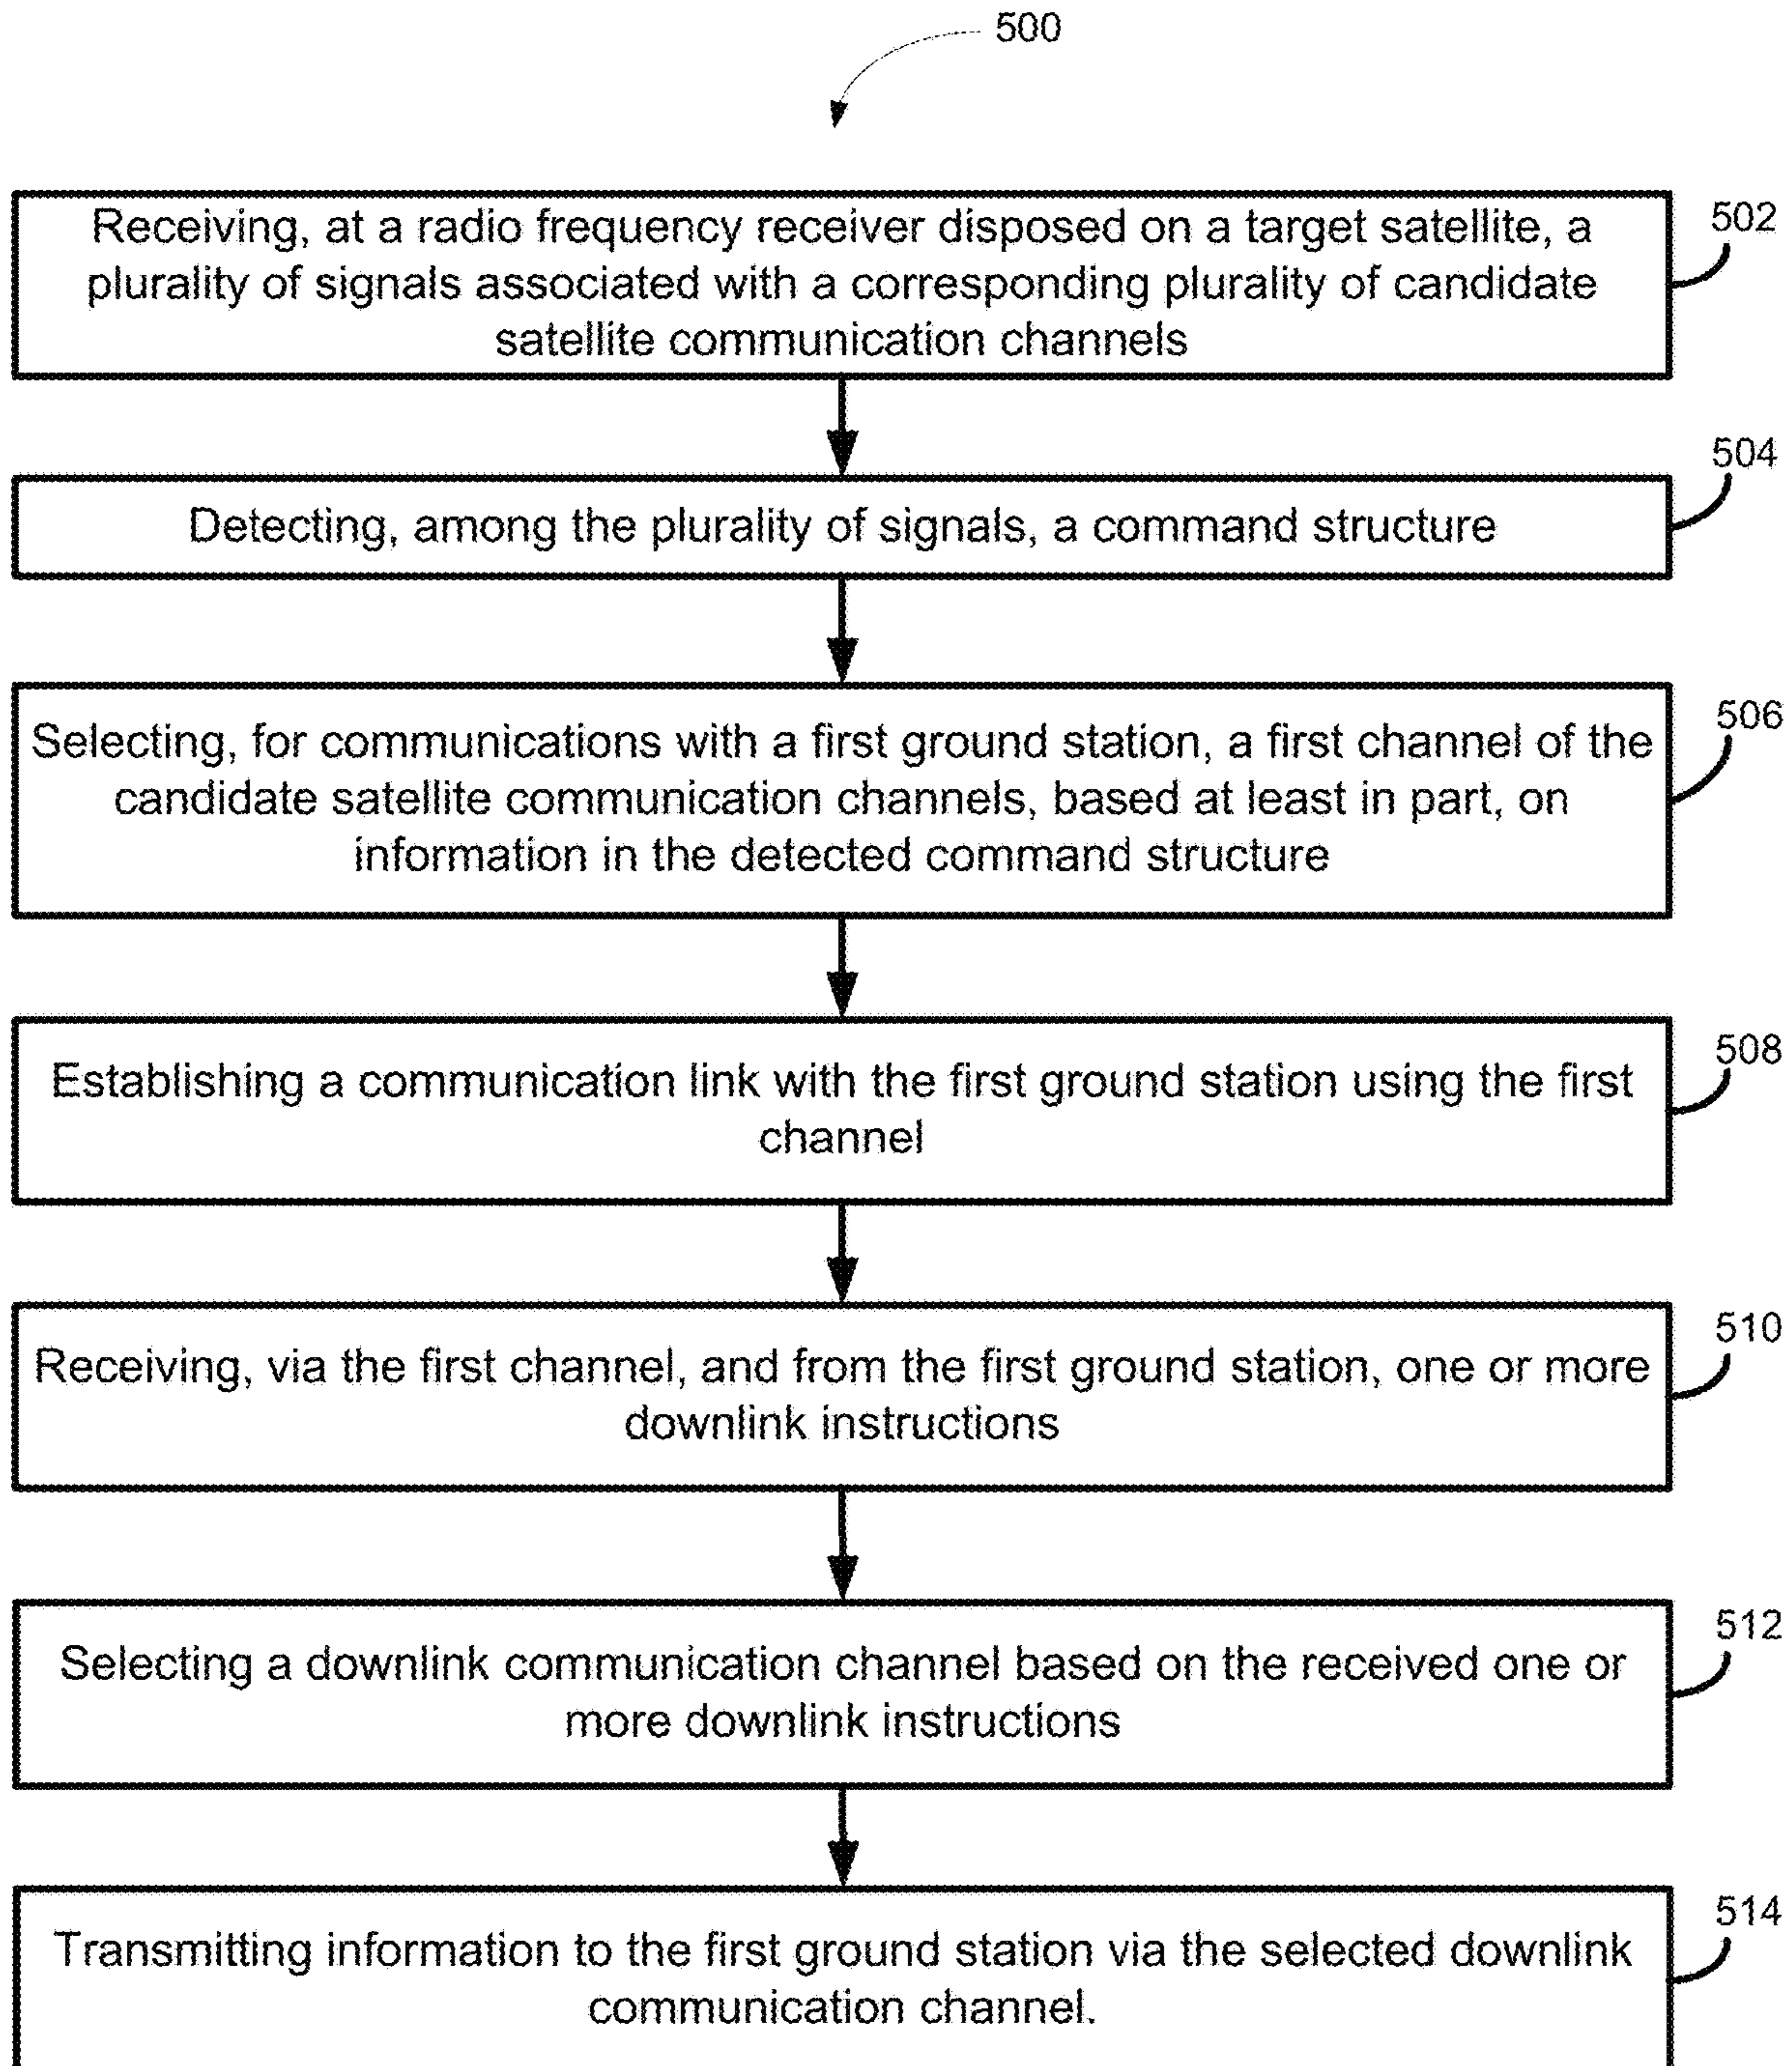 500
Receiving, at a radio frequency receiver disposed on a target satellite, a
plurality of signals associated with a corresponding plurality of candidate
satellite communication channels
502
Detecting, among the plurality of signals, a command structure
504
Selecting, for communications with a first ground station, a first channel of the
candidate satellite communication channels, based at least in part, on
information in the detected command structure
506
Establishing a communication link with the first ground station using the first
channel
508
Receiving, via the first channel, and from the first ground station, one or more
downlink instructions
510
Selecting a downlink communication channel based on the received one or
more downlink instructions
512
Transmitting information to the first ground station via the selected downlink
communication channel.
514